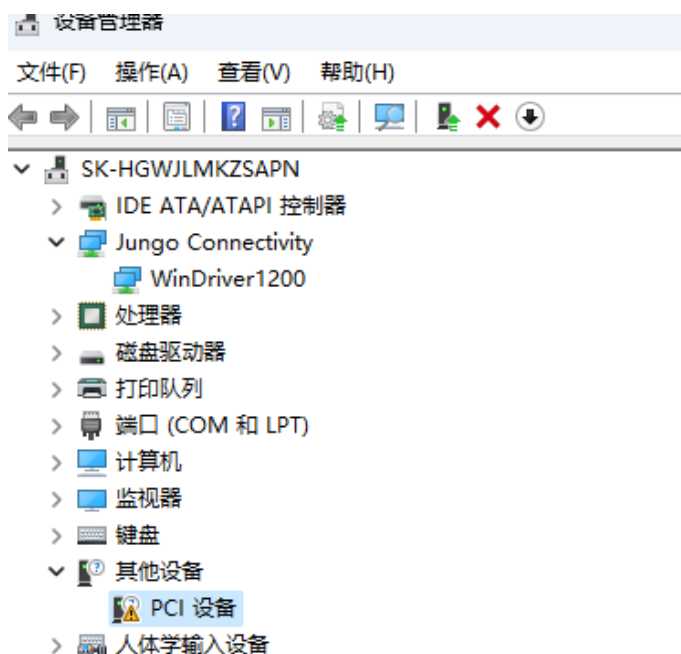 设备管理器
文件(F) 操作(A) 查看(V) 帮助(H)
SK-HGWJLMKZSAPN
IDE ATA/ATAPI 控制器
Jungo Connectivity
WinDriver1200
处理器
磁盘驱动器
打印队列
端口 (COM 和 LPT)
计算机
监视器
键盘
其他设备
PCI 设备
人体学输入设备